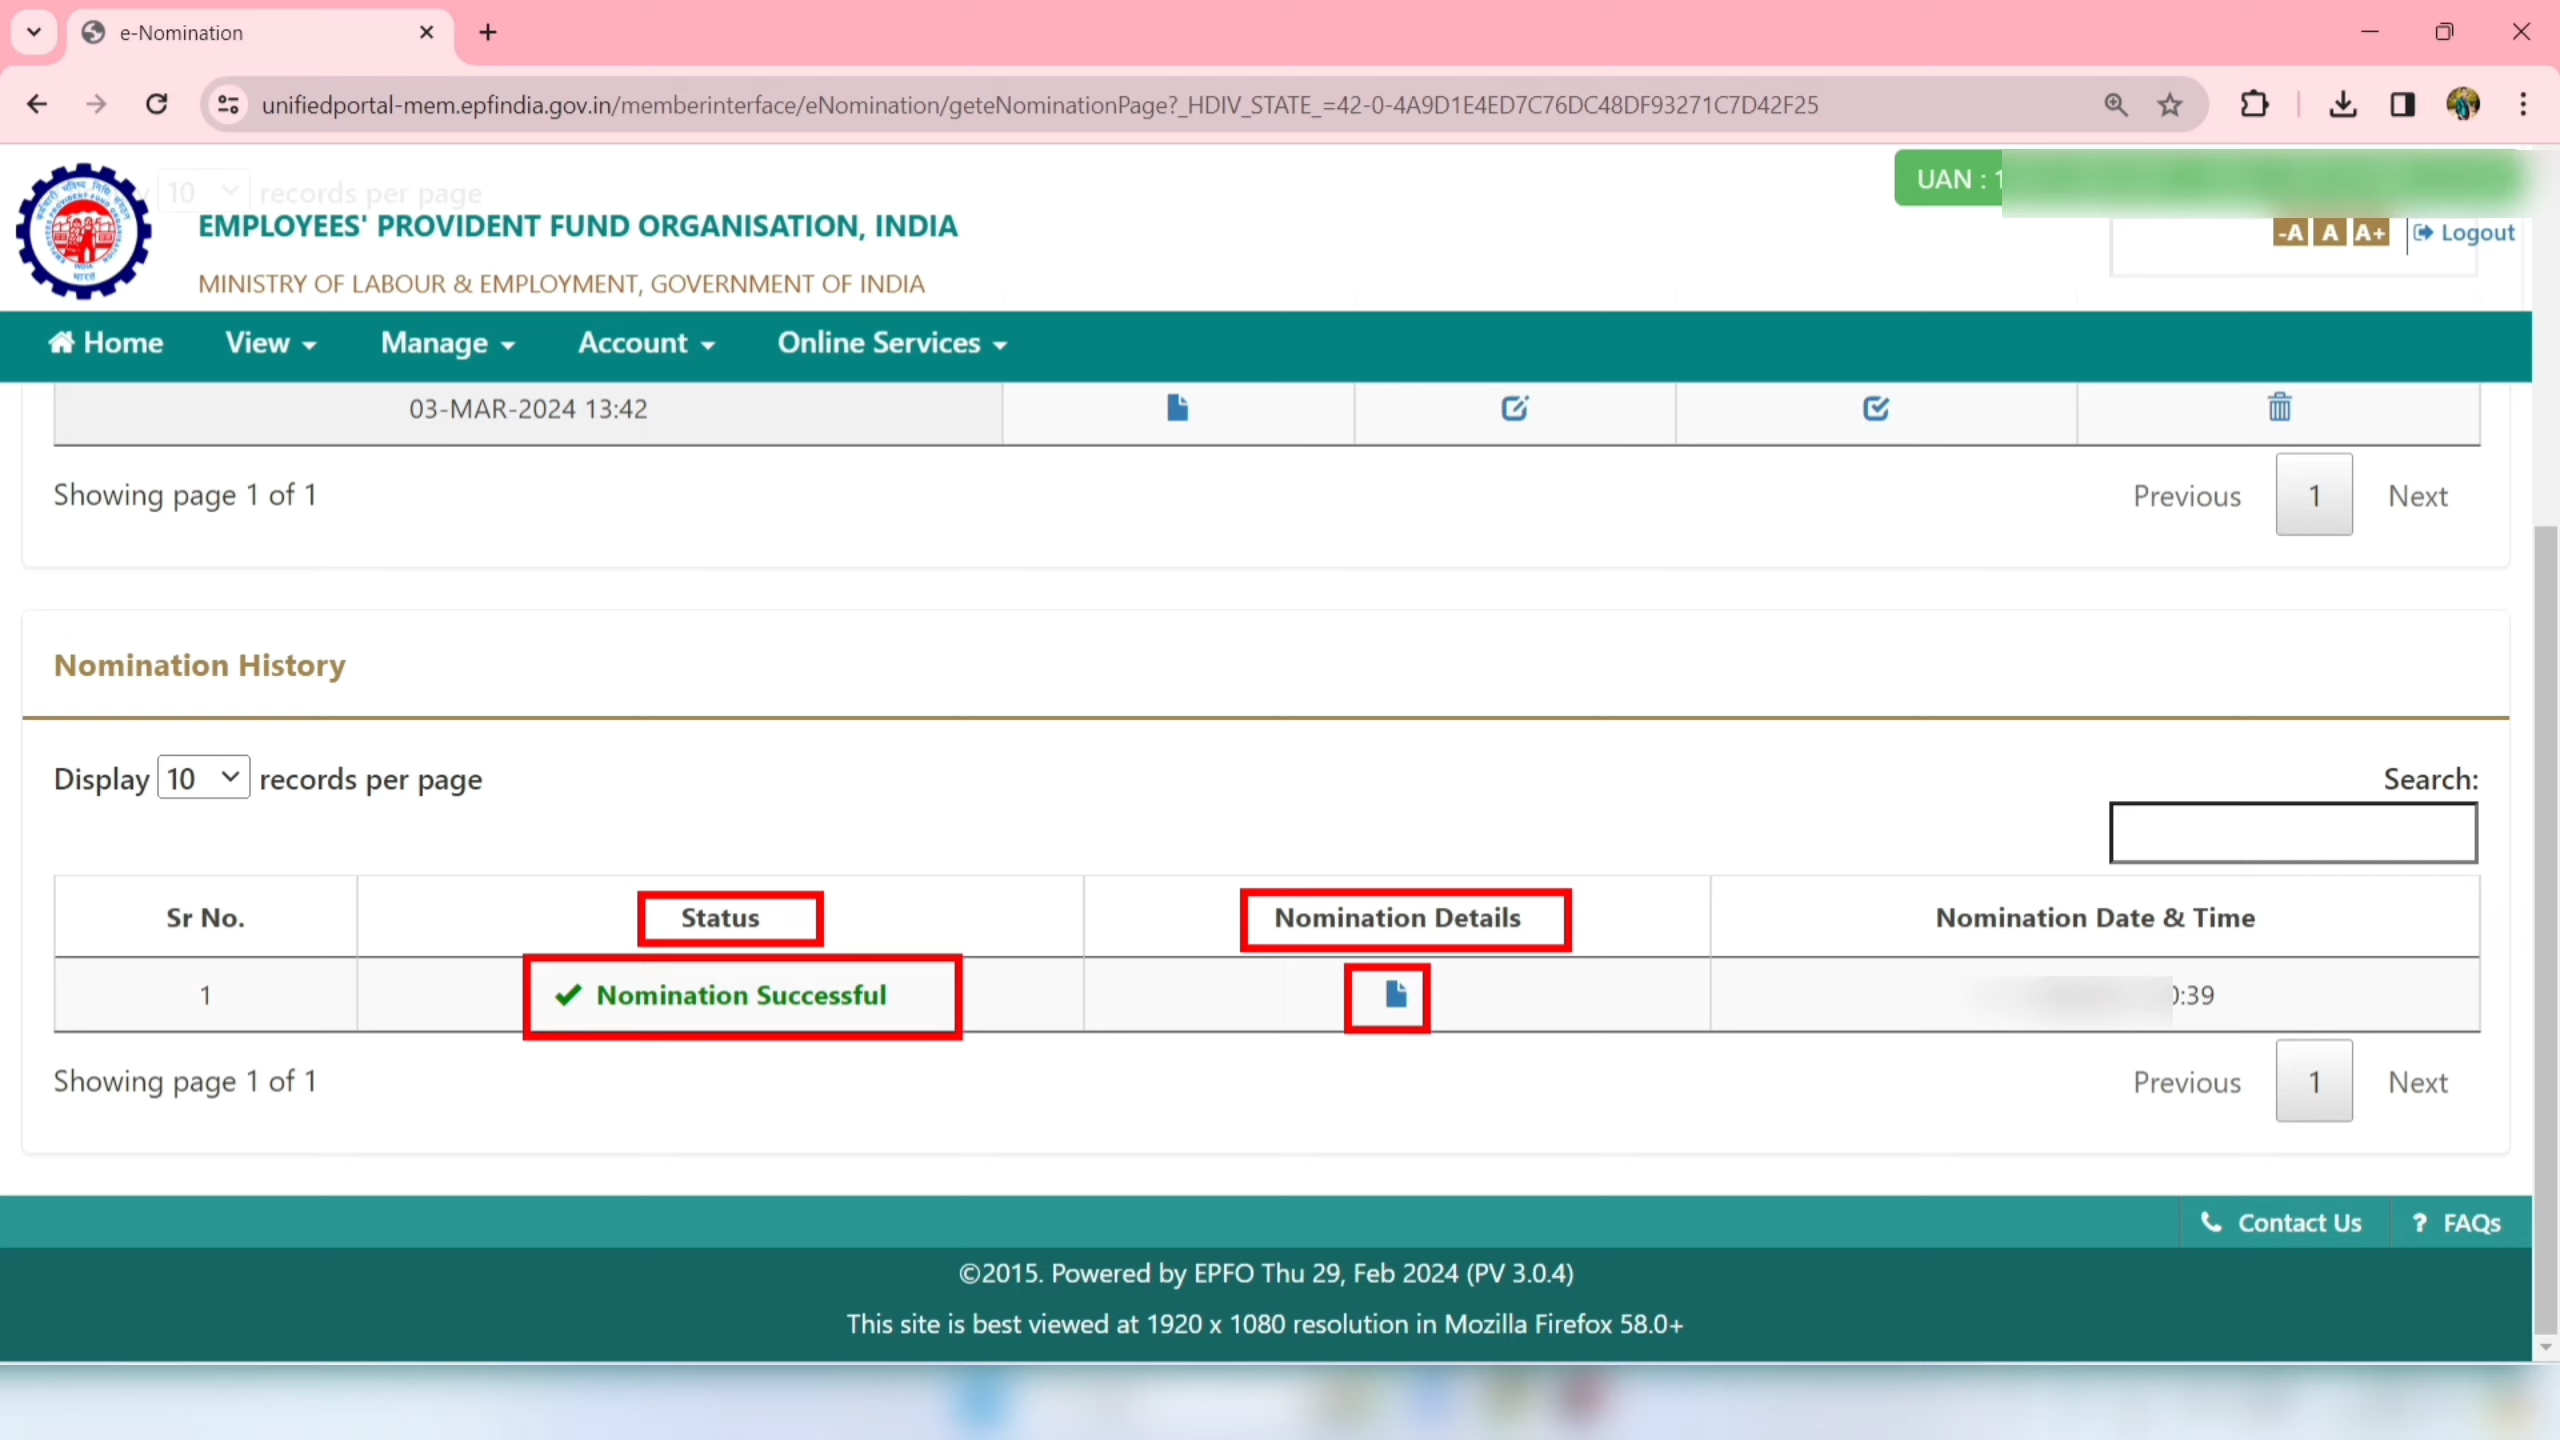 e-Nomination
unifiedportal-mem.epfindia.gov.in/memberinterface/eNomination/geteNominationPage?_HDIV_STATE_=42-0-4A9D1E4ED7C76DC48DF93271C7D42F25
10 records per page
UAN : 1
EMPLOYEES' PROVIDENT FUND ORGANISATION, INDIA
-A A A+ Logout
MINISTRY OF LABOUR & EMPLOYMENT, GOVERNMENT OF INDIA
Home View Manage Account Online Services
03-MAR-2024 13:42
Showing page 1 of 1
Previous 1 Next
Nomination History
Display 10 records per page
Search:
Sr No. Status Nomination Details Nomination Date & Time
1 Nomination Successful :39
Showing page 1 of 1
Previous 1 Next
Contact Us ? FAQs
©2015. Powered by EPFO Thu 29, Feb 2024 (PV 3.0.4)
This site is best viewed at 1920 x 1080 resolution in Mozilla Firefox 58.0+